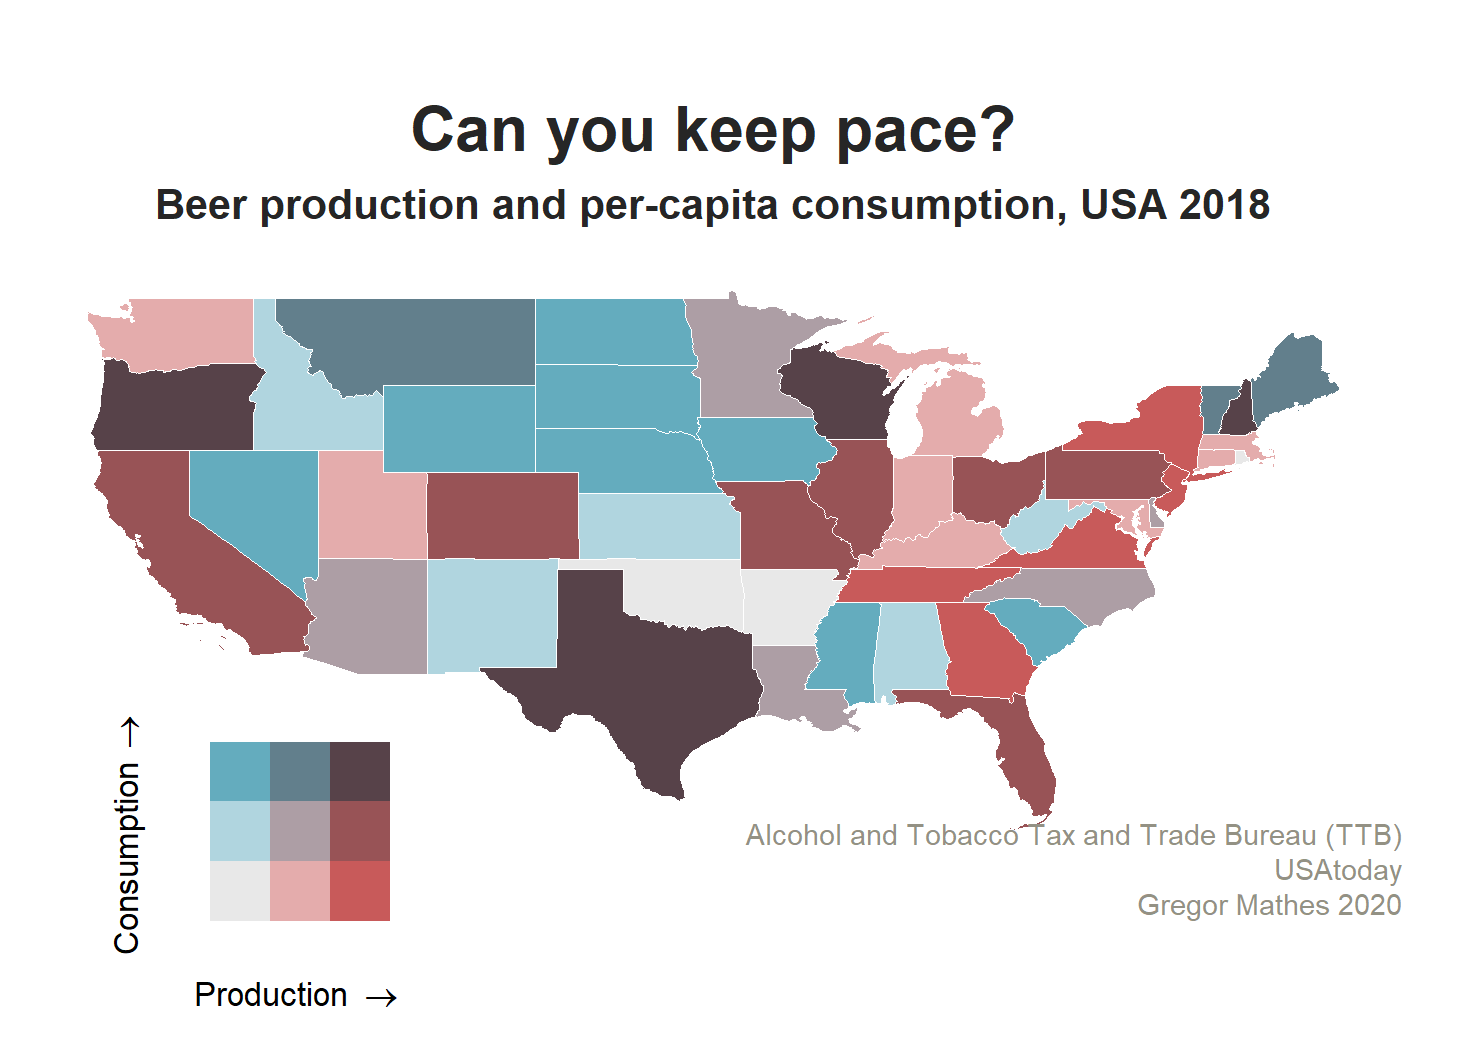 Can you keep pace?
Beer production and per-capita consumption, USA 2018
Consumption →
Production →
Alcohol and Tobacco Tax and Trade Bureau (TTB)
USAtoday
Gregor Mathes 2020